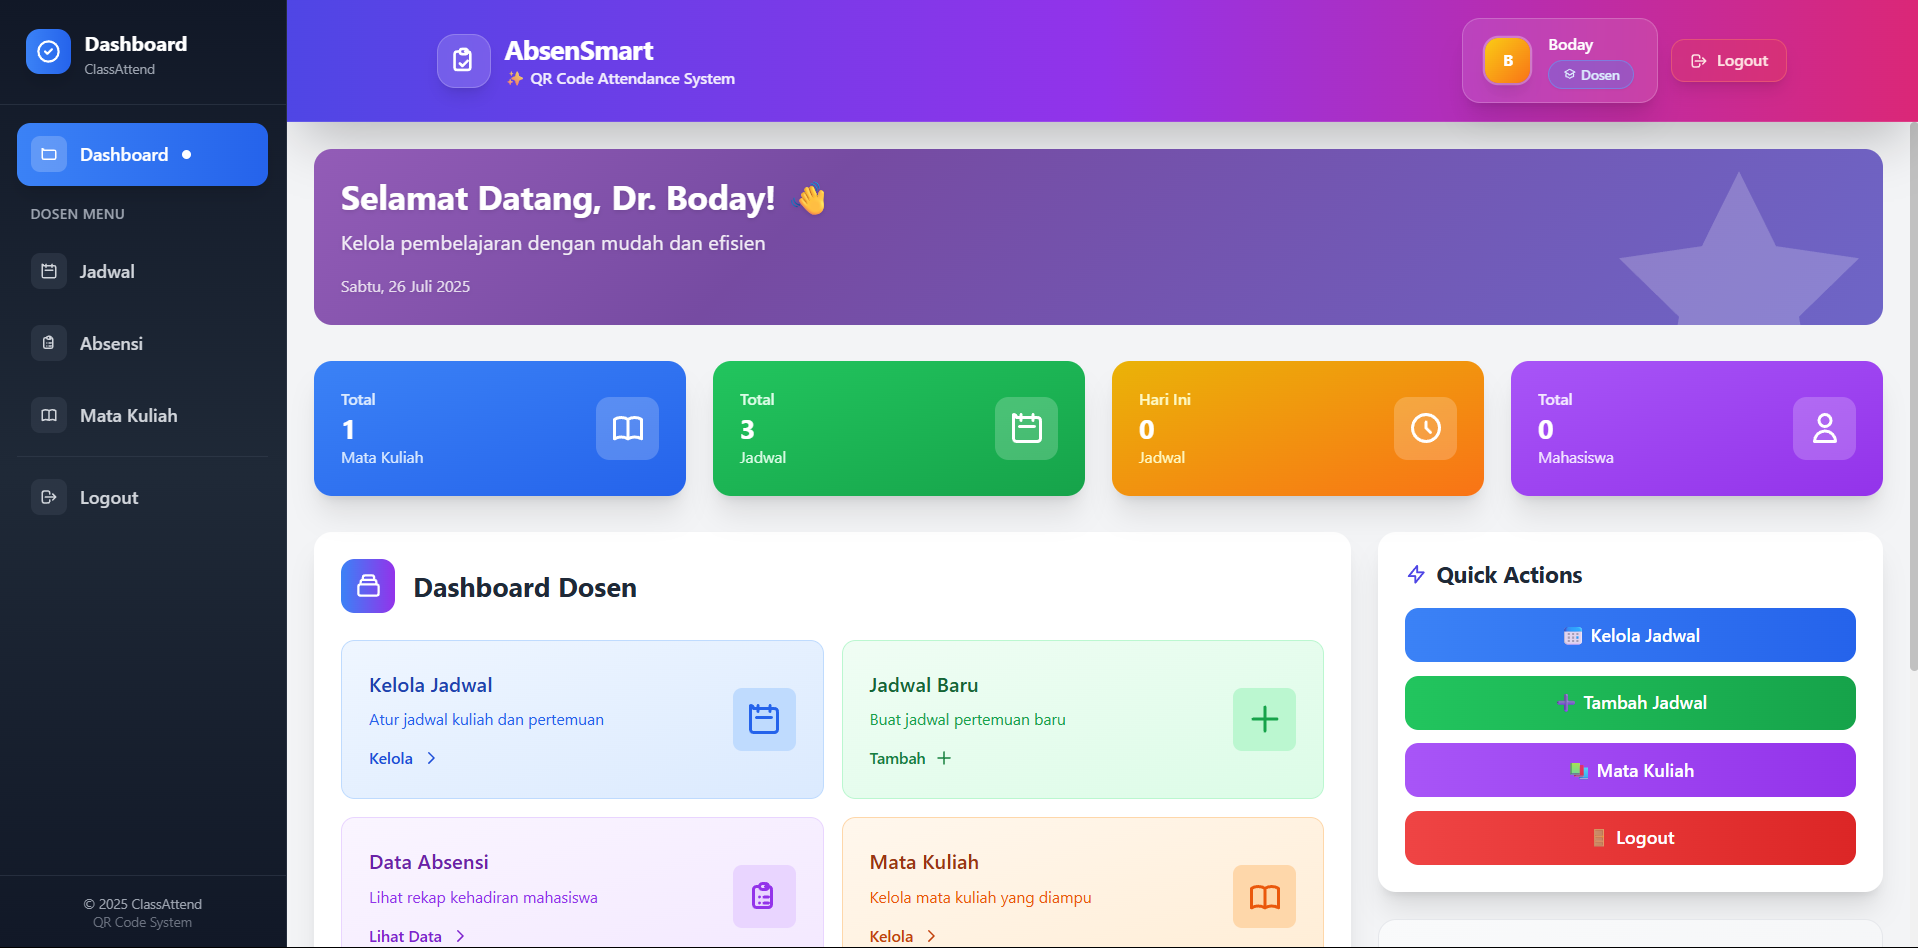 Dashboard
ClassAttend
Dashboard
DOSEN MENU
Jadwal
Absensi
Mata Kuliah
Logout
© 2025 ClassAttend
QR Code System
AbsenSmart
✨ QR Code Attendance System
B
Boday
Dosen
Logout
Selamat Datang, Dr. Boday! 👋
Kelola pembelajaran dengan mudah dan efisien
Sabtu, 26 Juli 2025
Total
1
Mata Kuliah
Total
3
Jadwal
Hari Ini
0
Jadwal
Total
0
Mahasiswa
Dashboard Dosen
Kelola Jadwal
Atur jadwal kuliah dan pertemuan
Kelola
Jadwal Baru
Buat jadwal pertemuan baru
Tambah
Data Absensi
Lihat rekap kehadiran mahasiswa
Lihat Data
Mata Kuliah
Kelola mata kuliah yang diampu
Kelola
Quick Actions
Kelola Jadwal
Tambah Jadwal
Mata Kuliah
Logout